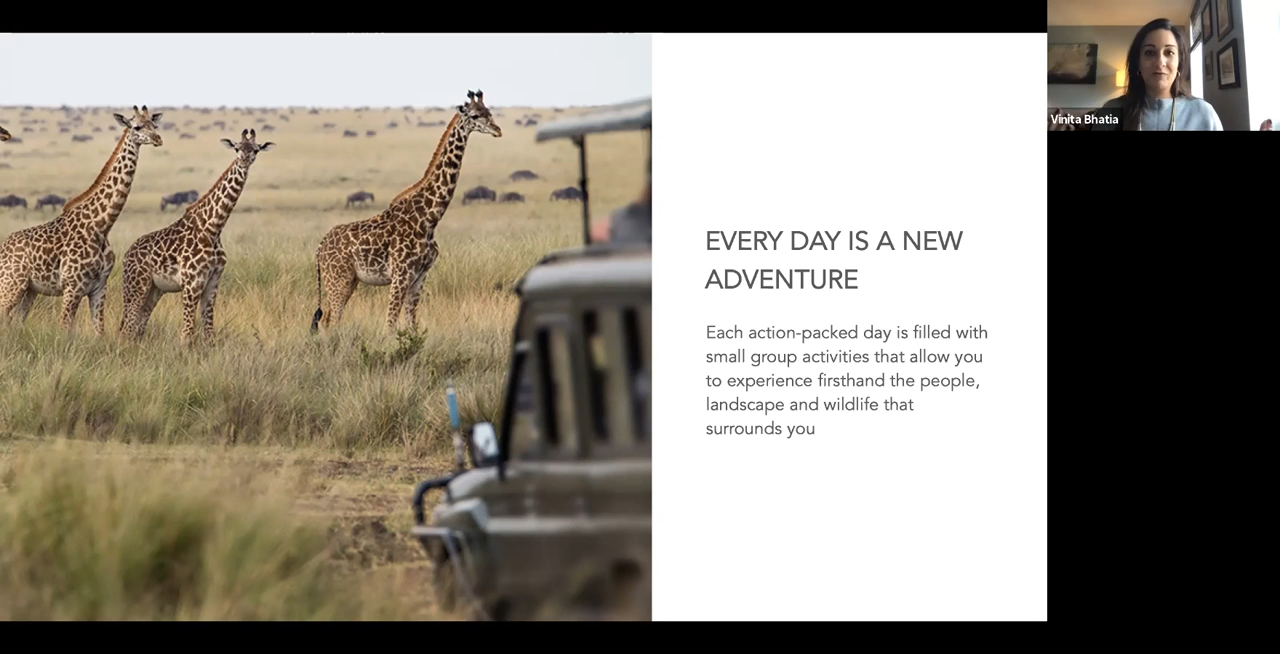 EVERY DAY IS A NEW
ADVENTURE
Each action-packed day is filled with
small group activities that allow you
to experience firsthand the people,
landscape and wildlife that
surrounds you
Vinita Bhatia